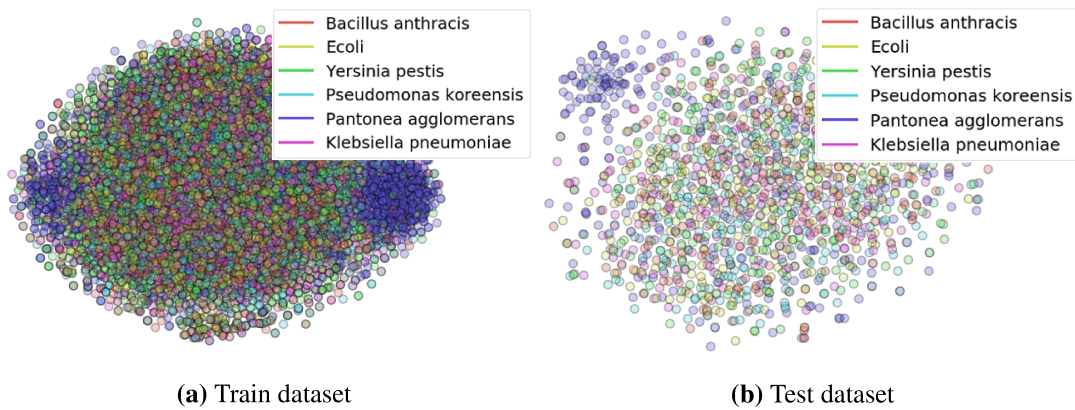 Bacillus anthracis
Ecoli
Yersinia pestis
Pseudomonas koreensis
Pantonea agglomerans
Klebsiella pneumoniae
Bacillus anthracis
Ecoli
Yersinia pestis
Pseudomonas koreensis
Pantonea agglomerans
Klebsiella pneumoniae
(a) Train dataset
(b) Test dataset